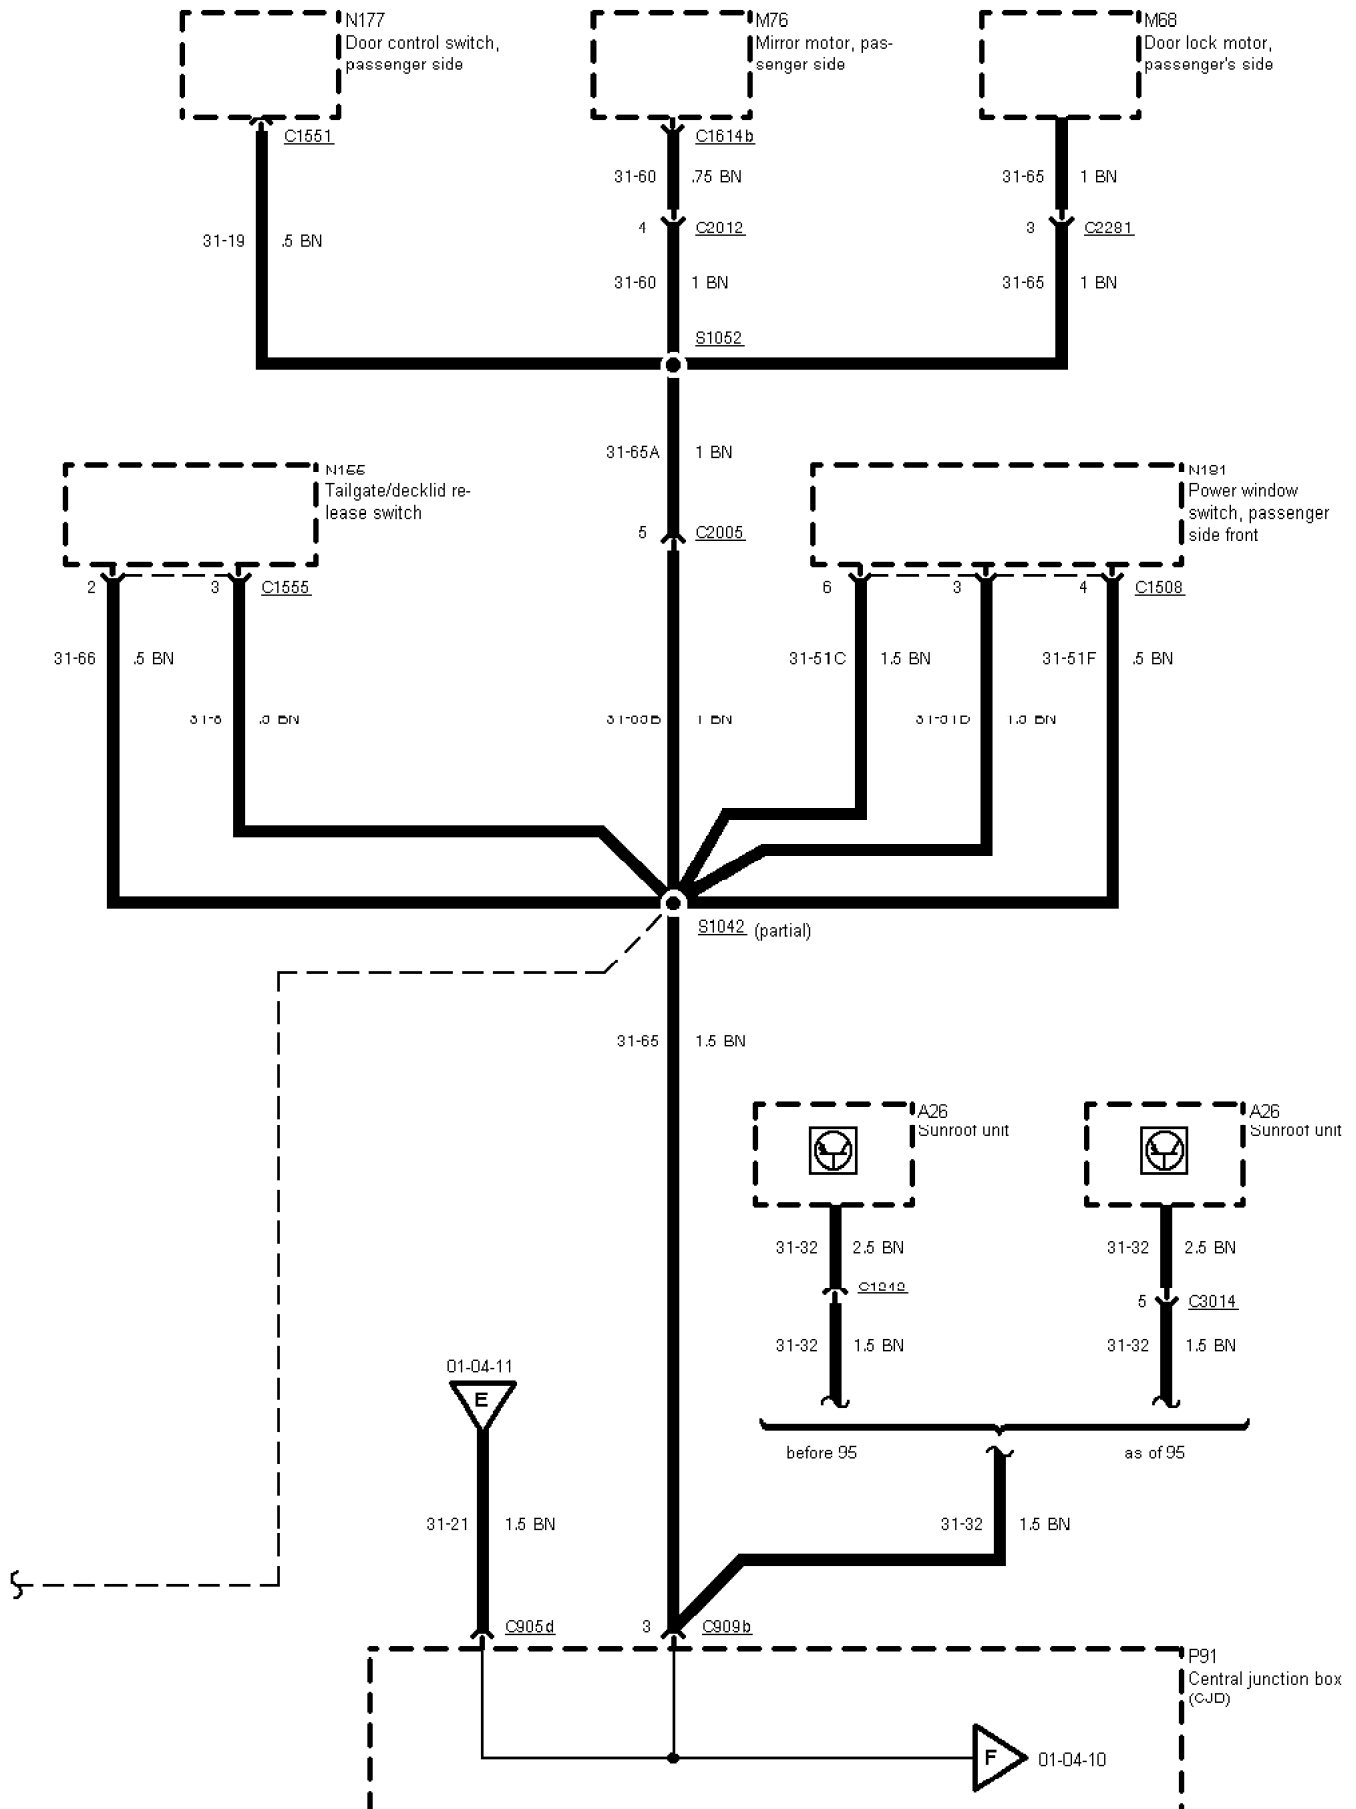 N177
Door control switch,
passenger side
M76
Mirror motor, pas-
senger side
M68
Door lock motor,
passenger's side
C1551
C1614b
31-60 .75 BN
31-65 1 BN
4 C2012
3 C2281
31-19 .5 BN
31-60 1 BN
31-65 1 BN
S1052
31-65A 1 BN
Tailgate/decklid re-
lease switch
N191
Power window
switch, passenger
side front
5 C2005
2 3 C1555
6 3 4 C1508
31-66 .5 BN
31-51C 1.5 BN
31-51F .5 BN
1 BN
S1042 (partial)
31-65 1.5 BN
A26
Sunroof unit
A26
Sunroof unit
31-32 2.5 BN
31-32 2.5 BN
5 C3014
31-32 1.5 BN
31-32 1.5 BN
01-04-11
E
before 95
as of 95
31-21 1.5 BN
31-32 1.5 BN
C905d
3 C909b
P91
Central junction box
F 01-04-10